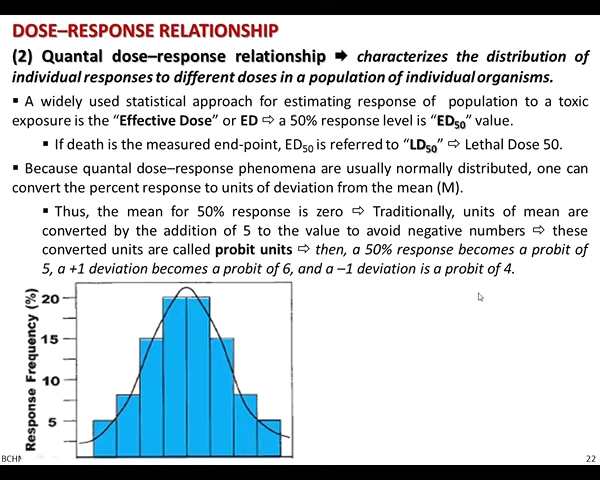 DOSE–RESPONSE RELATIONSHIP
(2) Quantal dose–response relationship 🡺 characterizes the distribution of
individual responses to different doses in a population of individual organisms.
▪ A widely used statistical approach for estimating response of population to a toxic
exposure is the “Effective Dose” or ED ⇨ a 50% response level is “ED50” value.
▪ If death is the measured end-point, ED50 is referred to “LD50” ⇨ Lethal Dose 50.
▪ Because quantal dose–response phenomena are usually normally distributed, one can
convert the percent response to units of deviation from the mean (M).
▪ Thus, the mean for 50% response is zero ⇨ Traditionally, units of mean are
converted by the addition of 5 to the value to avoid negative numbers ⇨ these
converted units are called probit units ⇨ then, a 50% response becomes a probit of
5, a +1 deviation becomes a probit of 6, and a –1 deviation is a probit of 4.
Response Frequency (%)
20
15
10
5
22